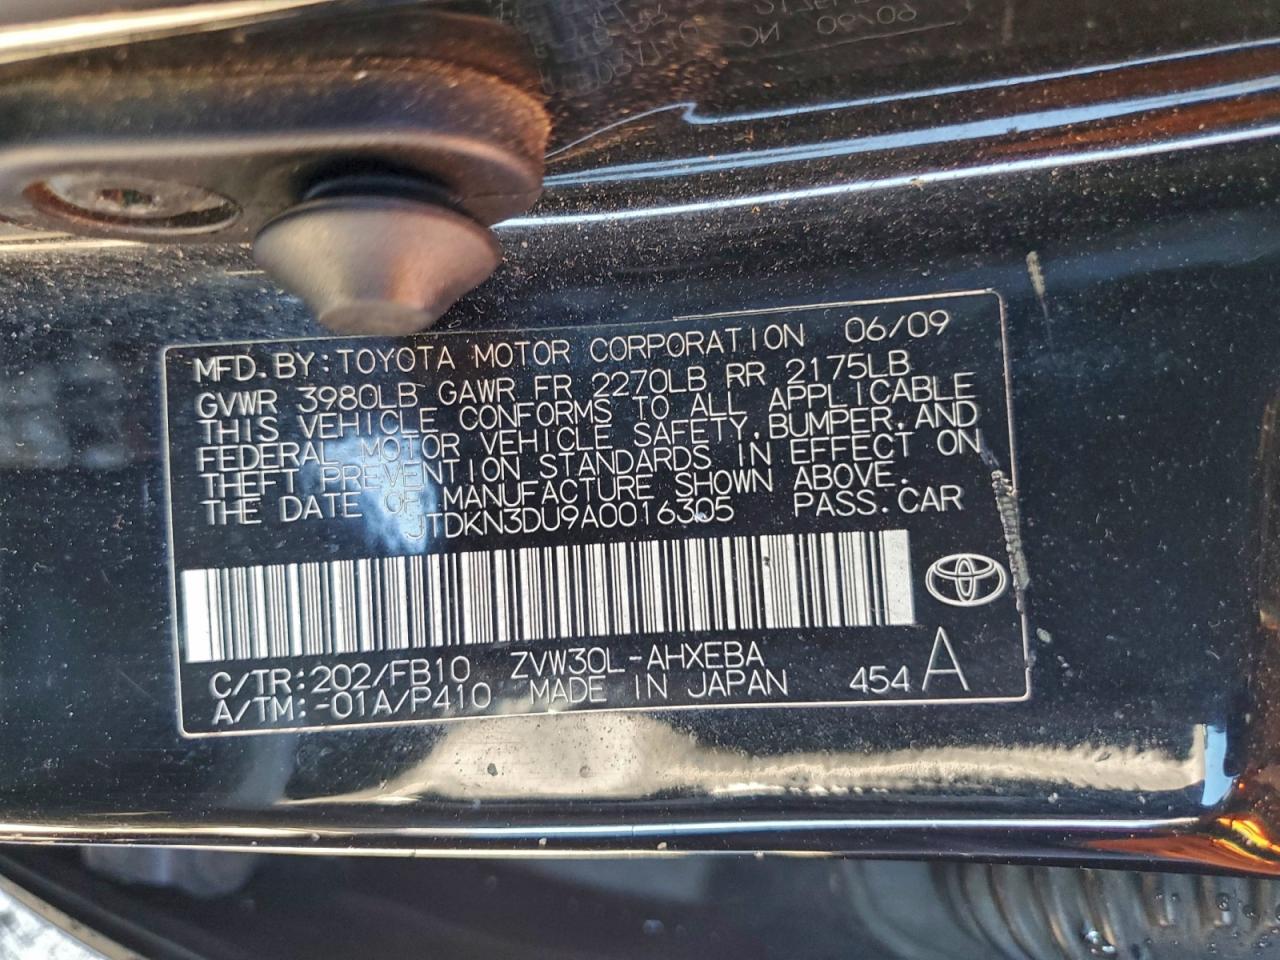 MFD.BY:TOYOTA MOTOR CORPORATION 06/09
GVWR 3980LB GAWR FR 2270LB RR 2175LB
THIS VEHICLE CONFORMS TO ALL APPLICABLE
FEDERAL MOTOR VEHICLE SAFETY,BUMPER,AND
THEFT PREVENTION STANDARDS IN EFFECT ON
THE DATE OF MANUFACTURE SHOWN ABOVE.
JTDKN3DU9A0016305 PASS.CAR
C/TR:202/FB10 ZVW30L-AHXEBA
A/TM:-01A/P410 MADE IN JAPAN 454 A